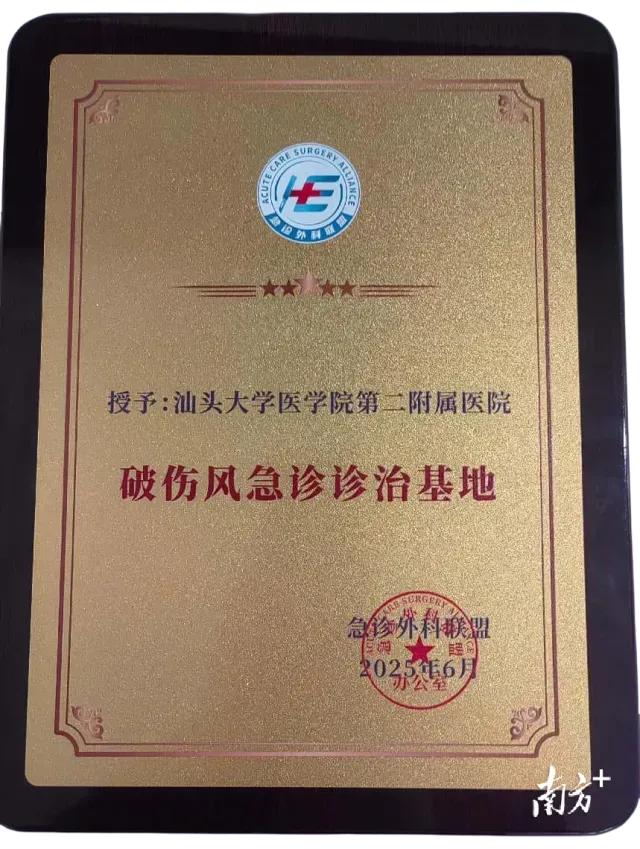 ACUTE CARE SURGERY ALLIANCE
急诊外科联盟
授予:汕头大学医学院第二附属医院
破伤风急诊诊治基地
急诊外科联盟
2025年6月
办公室
南方+